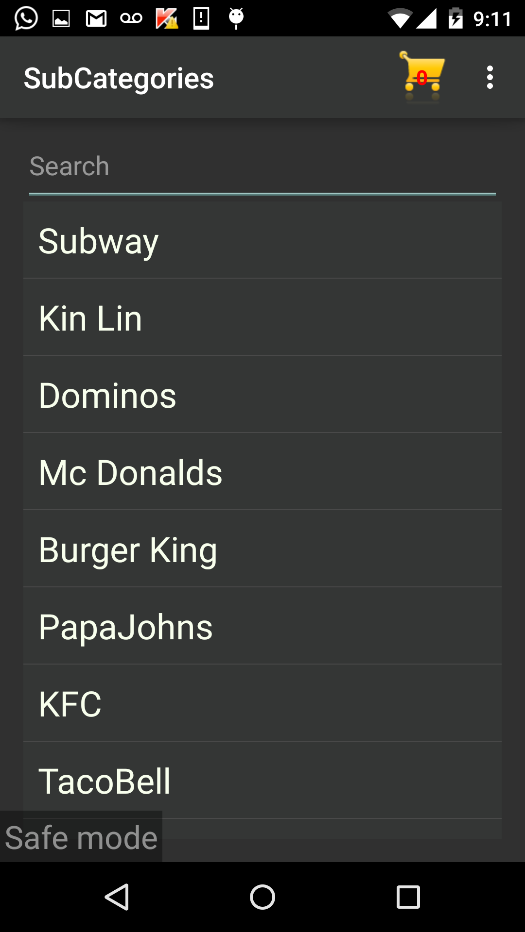 9:11
SubCategories
0
Search
Subway
Kin Lin
Dominos
Mc Donalds
Burger King
PapaJohns
KFC
TacoBell
Safe mode